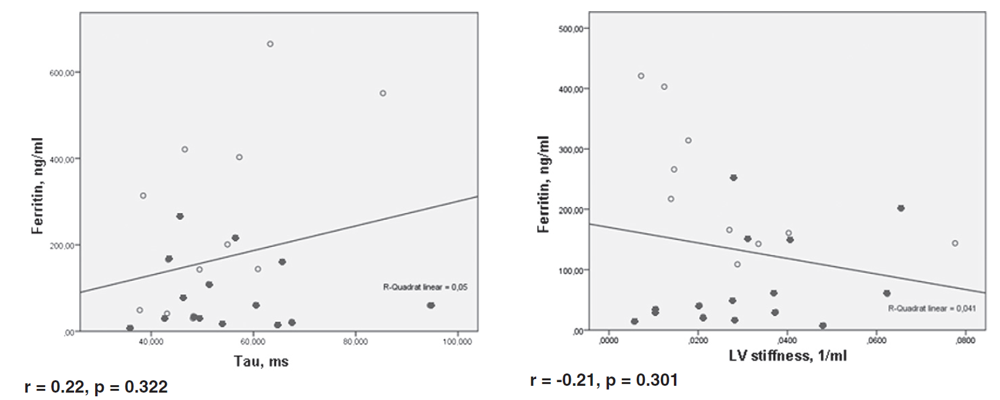 600,00
400,00
200,00
,00
Ferritin, ng/ml
R-Quadrat linear = 0,05
40,000 60,000 80,000 100,000
Tau, ms
r = 0.22, p = 0.322
500,00
400,00
300,00
200,00
100,00
,00
Ferritin, ng/ml
R-Quadrat linear = 0,041
,0000 ,0200 ,0400 ,0600 ,0800
LV stiffness, 1/ml
r = -0.21, p = 0.301